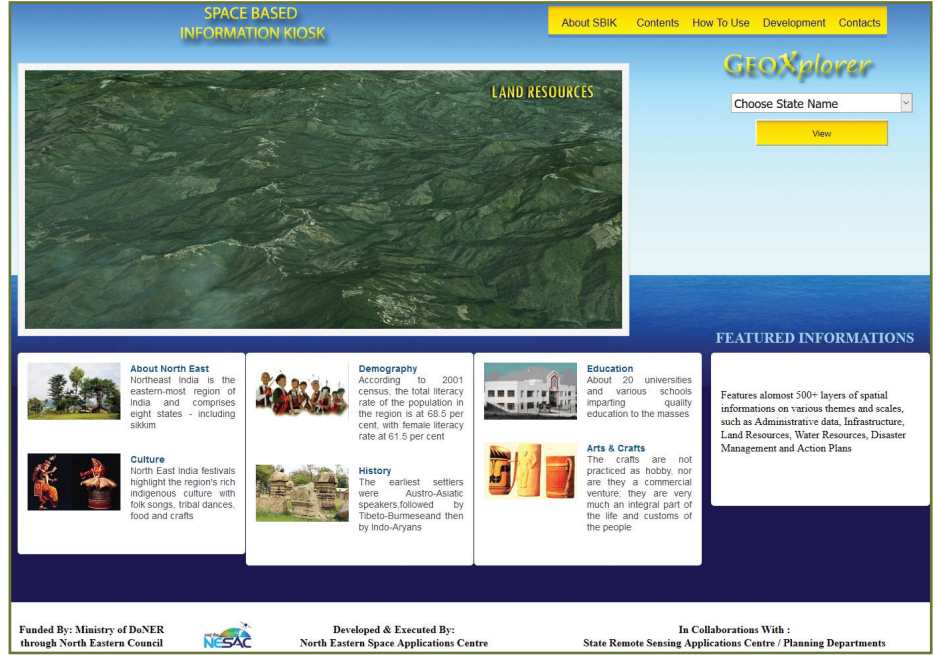 SPACE BASED
INFORMATION KIOSK
About SBIK Contents How To Use Development Contacts
GEOXplorer
Choose State Name
View
LAND RESOURCES
FEATURED INFORMATIONS
About North East
Northeast India is the
eastern-most region of
India and comprises
eight states - including
sikkim
Culture
North East India festivals
highlight the region's rich
indigenous culture with
folk songs, tribal dances,
food and crafts
Demography
According to 2001
census, the total literacy
rate of the population in
the region is at 68.5 per
cent, with female literacy
rate at 61.5 per cent
History
The earliest settlers
were Austro-Asiatic
speakers,followed by
Tibeto-Burmeseand then
by Indo-Aryans
Education
About 20 universities
and various schools
imparting quality
education to the masses
Arts & Crafts
The crafts are not
practiced as hobby, nor
are they a commercial
venture; they are very
much an integral part of
the life and customs of
the people
Features alomost 500+ layers of spatial
informations on various themes and scales,
such as Administrative data, Infrastructure,
Land Resources, Water Resources, Disaster
Management and Action Plans
Funded By: Ministry of DoNER
through North Eastern Council
NESAC
Developed & Executed By:
North Eastern Space Applications Centre
In Collaborations With :
State Remote Sensing Applications Centre / Planning Departments